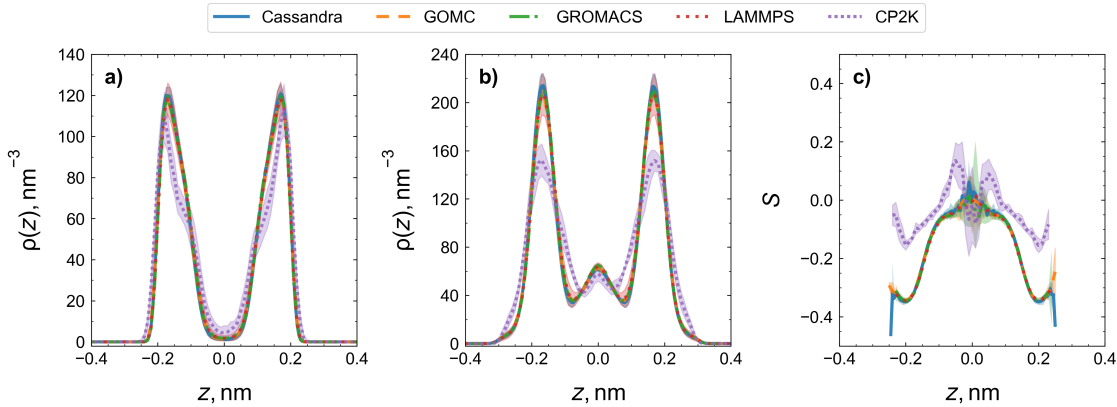 Cassandra GOMC GROMACS LAMMPS CP2K
a)
140
120
100
80
60
40
20
0
ρ(z), nm⁻³
−0.4 −0.2 0.0 0.2 0.4
z, nm
b)
240
200
160
120
80
40
0
ρ(z), nm⁻³
−0.4 −0.2 0.0 0.2 0.4
z, nm
c)
0.4
0.2
0.0
−0.2
−0.4
S
−0.4 −0.2 0.0 0.2 0.4
z, nm